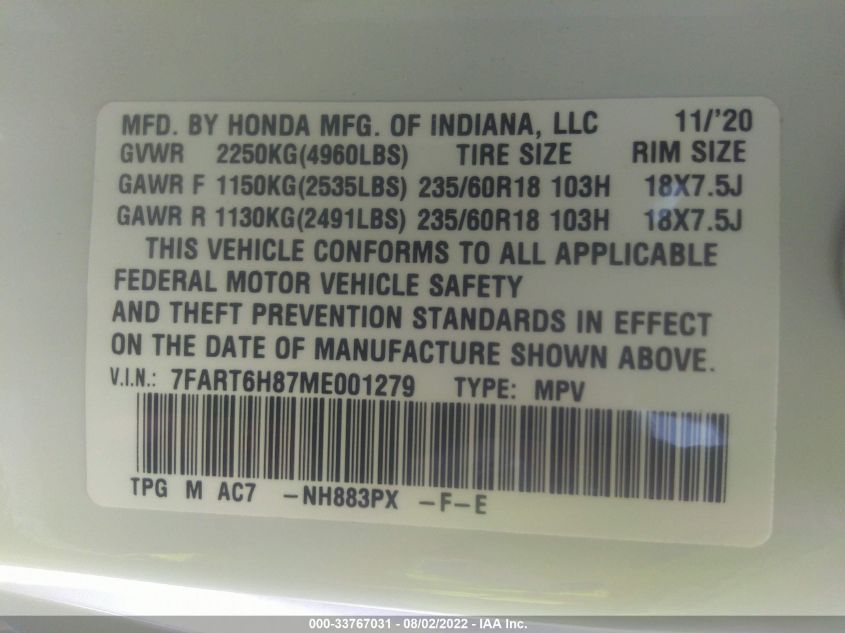 MFD. BY HONDA MFG. OF INDIANA, LLC 11/'20
GVWR 2250KG(4960LBS) TIRE SIZE RIM SIZE
GAWR F 1150KG(2535LBS) 235/60R18 103H 18X7.5J
GAWR R 1130KG(2491LBS) 235/60R18 103H 18X7.5J
THIS VEHICLE CONFORMS TO ALL APPLICABLE
FEDERAL MOTOR VEHICLE SAFETY
AND THEFT PREVENTION STANDARDS IN EFFECT
ON THE DATE OF MANUFACTURE SHOWN ABOVE.
V.I.N.: 7FART6H87ME001279 TYPE: MPV
TPG M AC7 -NH883PX -F-E
000-33767031 - 08/02/2022 - IAA Inc.